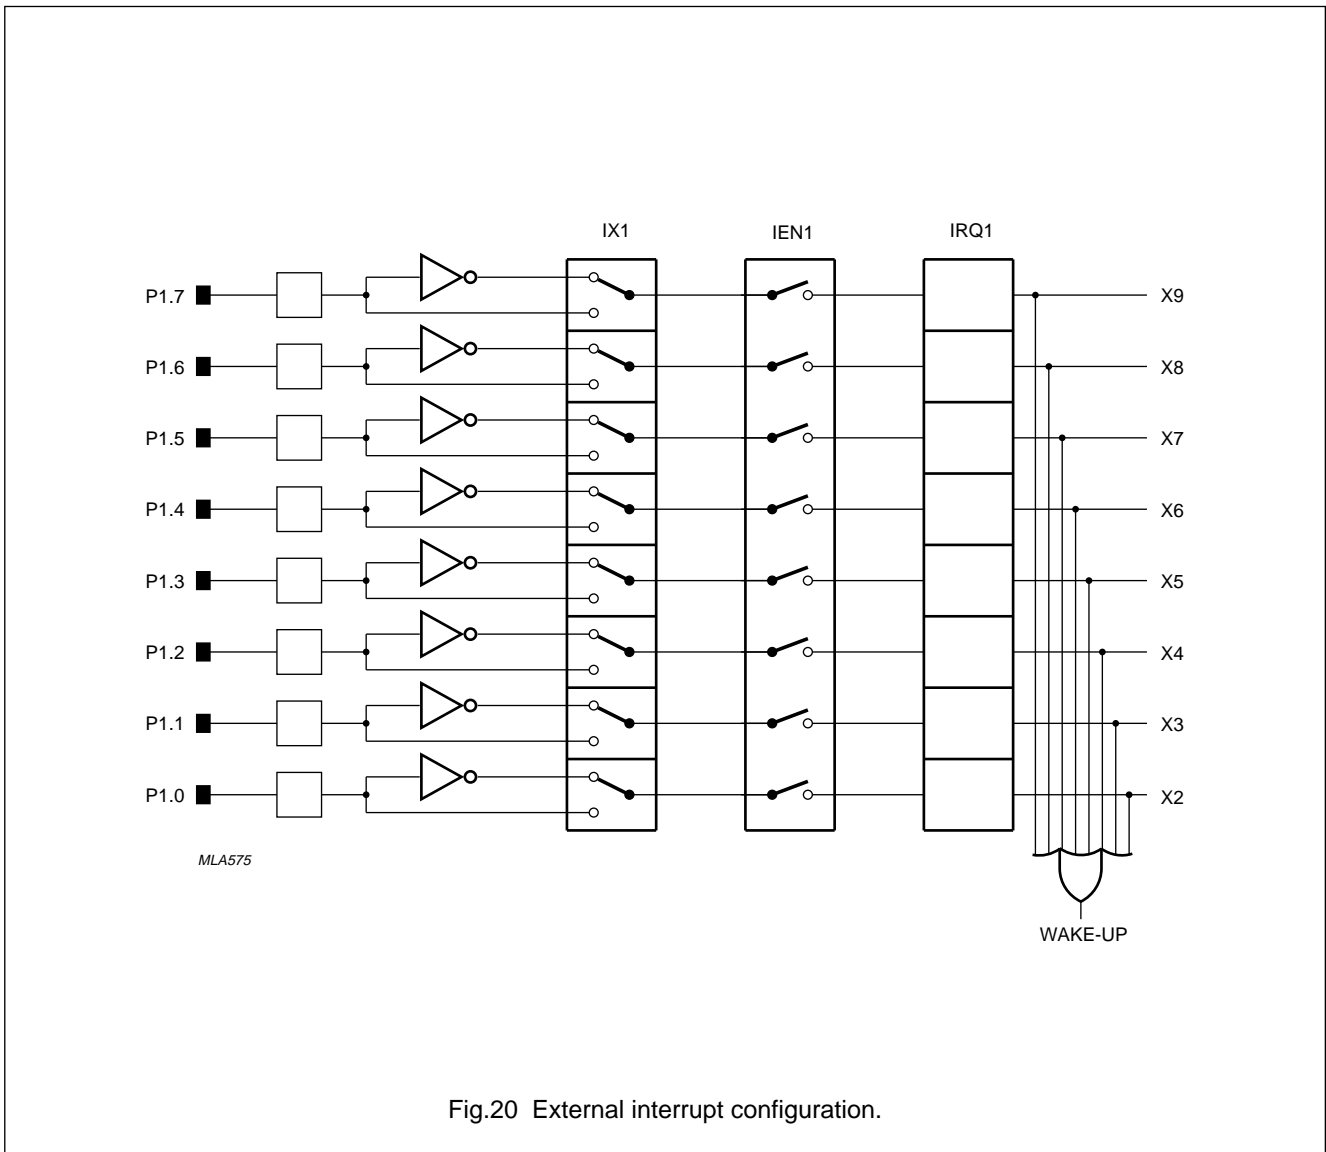 IX1 IEN1 IRQ1
P1.7 X9
P1.6 X8
P1.5 X7
P1.4 X6
P1.3 X5
P1.2 X4
P1.1 X3
P1.0 X2
MLA575
WAKE-UP
Fig.20 External interrupt configuration.